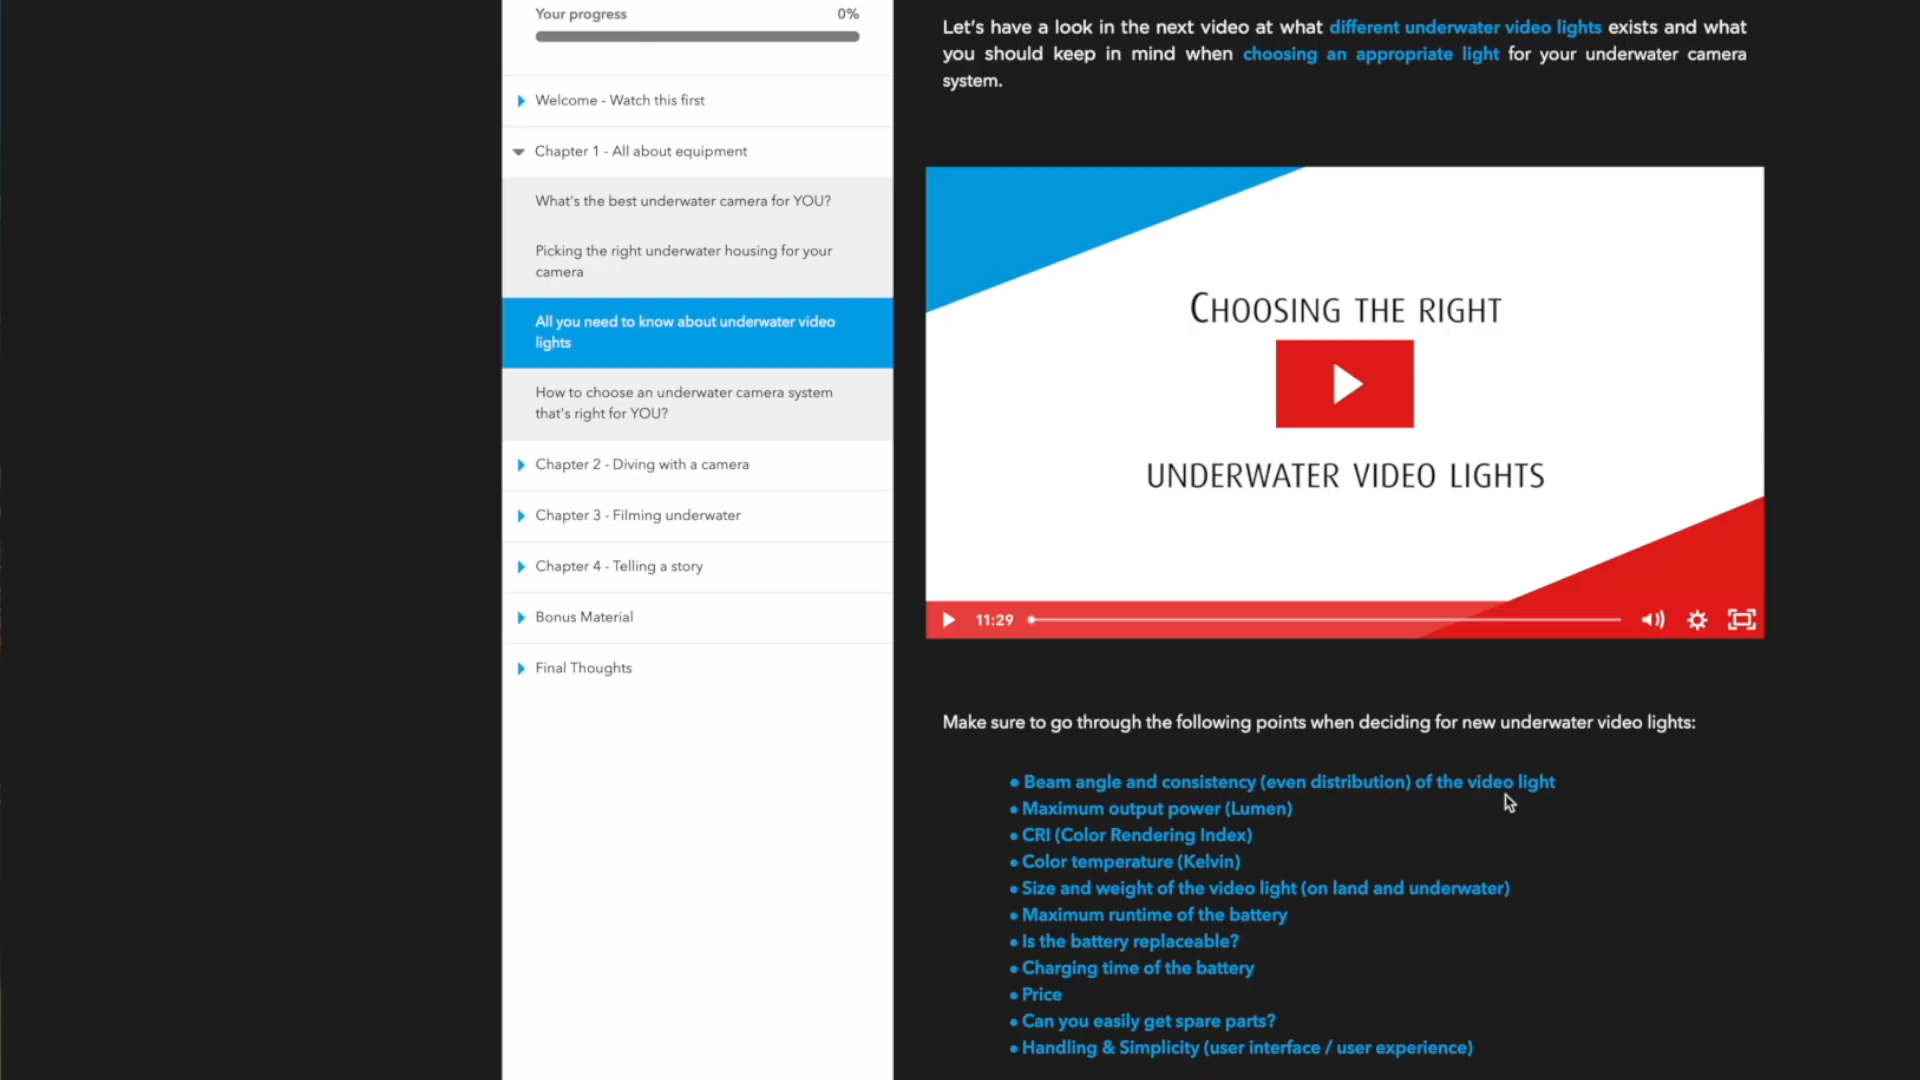 Your progress 0%
Welcome - Watch this first
Chapter 1 - All about equipment
What's the best underwater camera for YOU?
Picking the right underwater housing for your
camera
All you need to know about underwater video
lights
How to choose an underwater camera system
that's right for YOU?
Chapter 2 - Diving with a camera
Chapter 3 - Filming underwater
Chapter 4 - Telling a story
Bonus Material
Final Thoughts
Let's have a look in the next video at what different underwater video lights exists and what
you should keep in mind when choosing an appropriate light for your underwater camera
system.
CHOOSING THE RIGHT
UNDERWATER VIDEO LIGHTS
11:29
Make sure to go through the following points when deciding for new underwater video lights:
• Beam angle and consistency (even distribution) of the video light
• Maximum output power (Lumen)
• CRI (Color Rendering Index)
• Color temperature (Kelvin)
• Size and weight of the video light (on land and underwater)
• Maximum runtime of the battery
• Is the battery replaceable?
• Charging time of the battery
• Price
• Can you easily get spare parts?
• Handling & Simplicity (user interface / user experience)